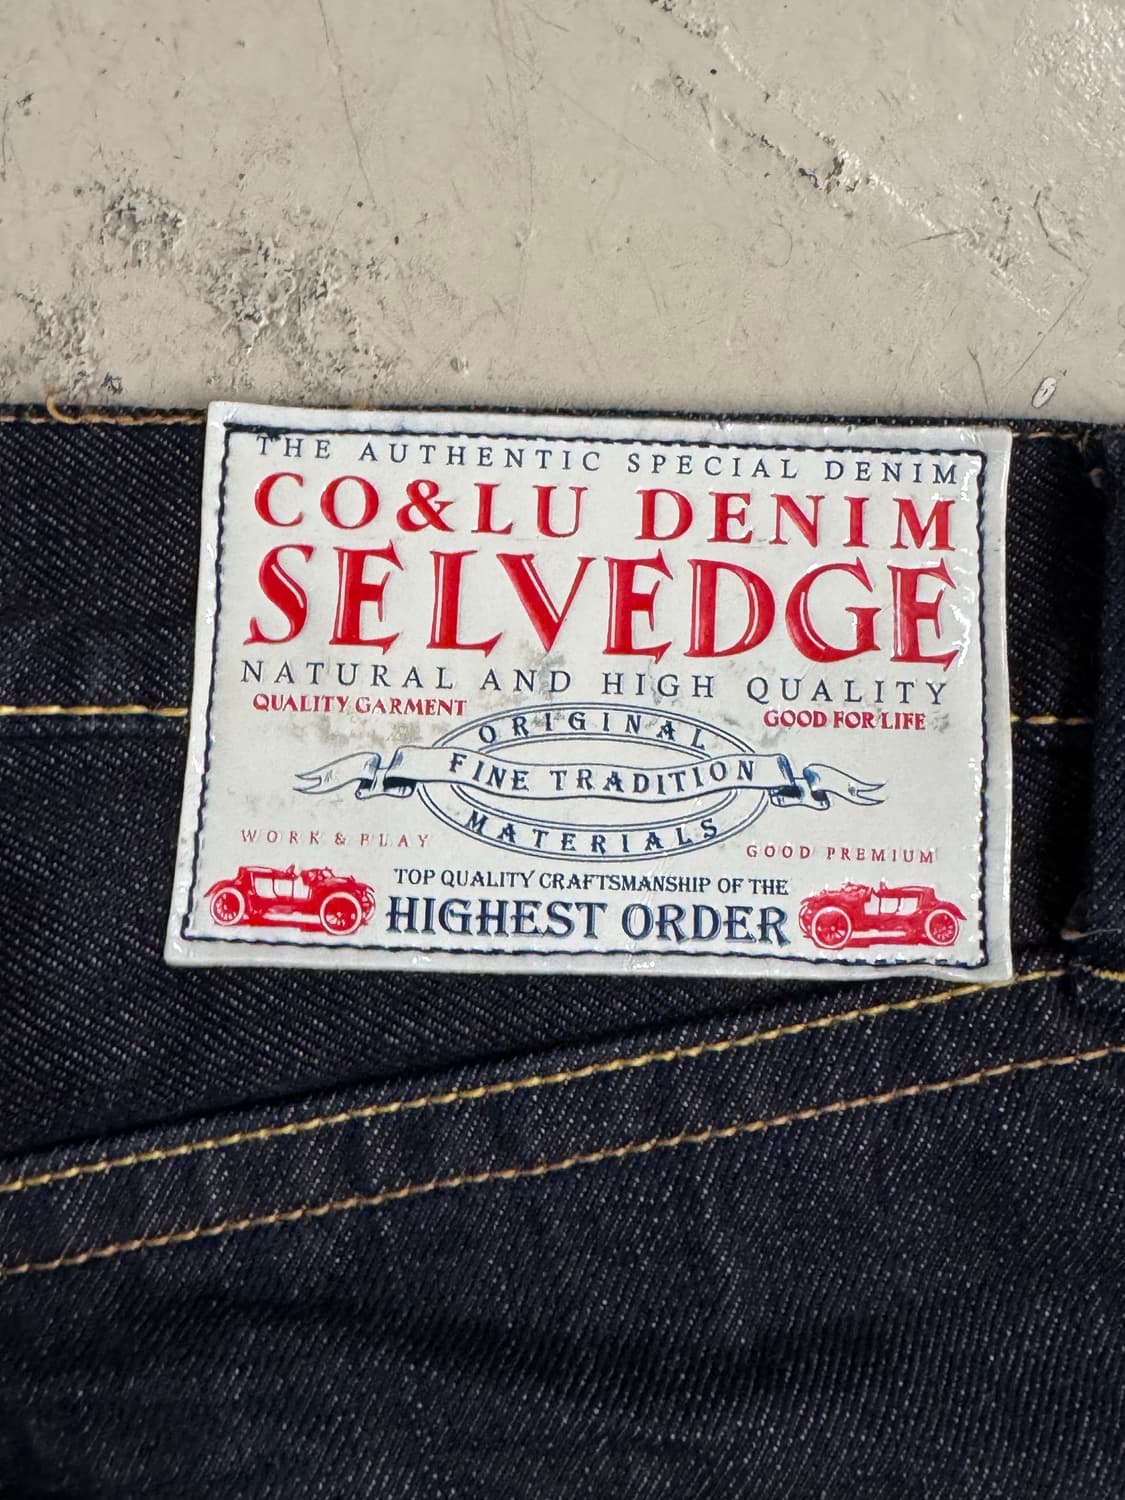 THE AUTHENTIC SPECIAL DENIM
CO&LU DENIM
SELVEDGE
NATURAL AND HIGH QUALITY
QUALITY GARMENT
GOOD FOR LIFE
ORIGINAL
FINE TRADITION
MATERIALS
WORK & PLAY
GOOD PREMIUM
TOP QUALITY CRAFTSMANSHIP OF THE
HIGHEST ORDER